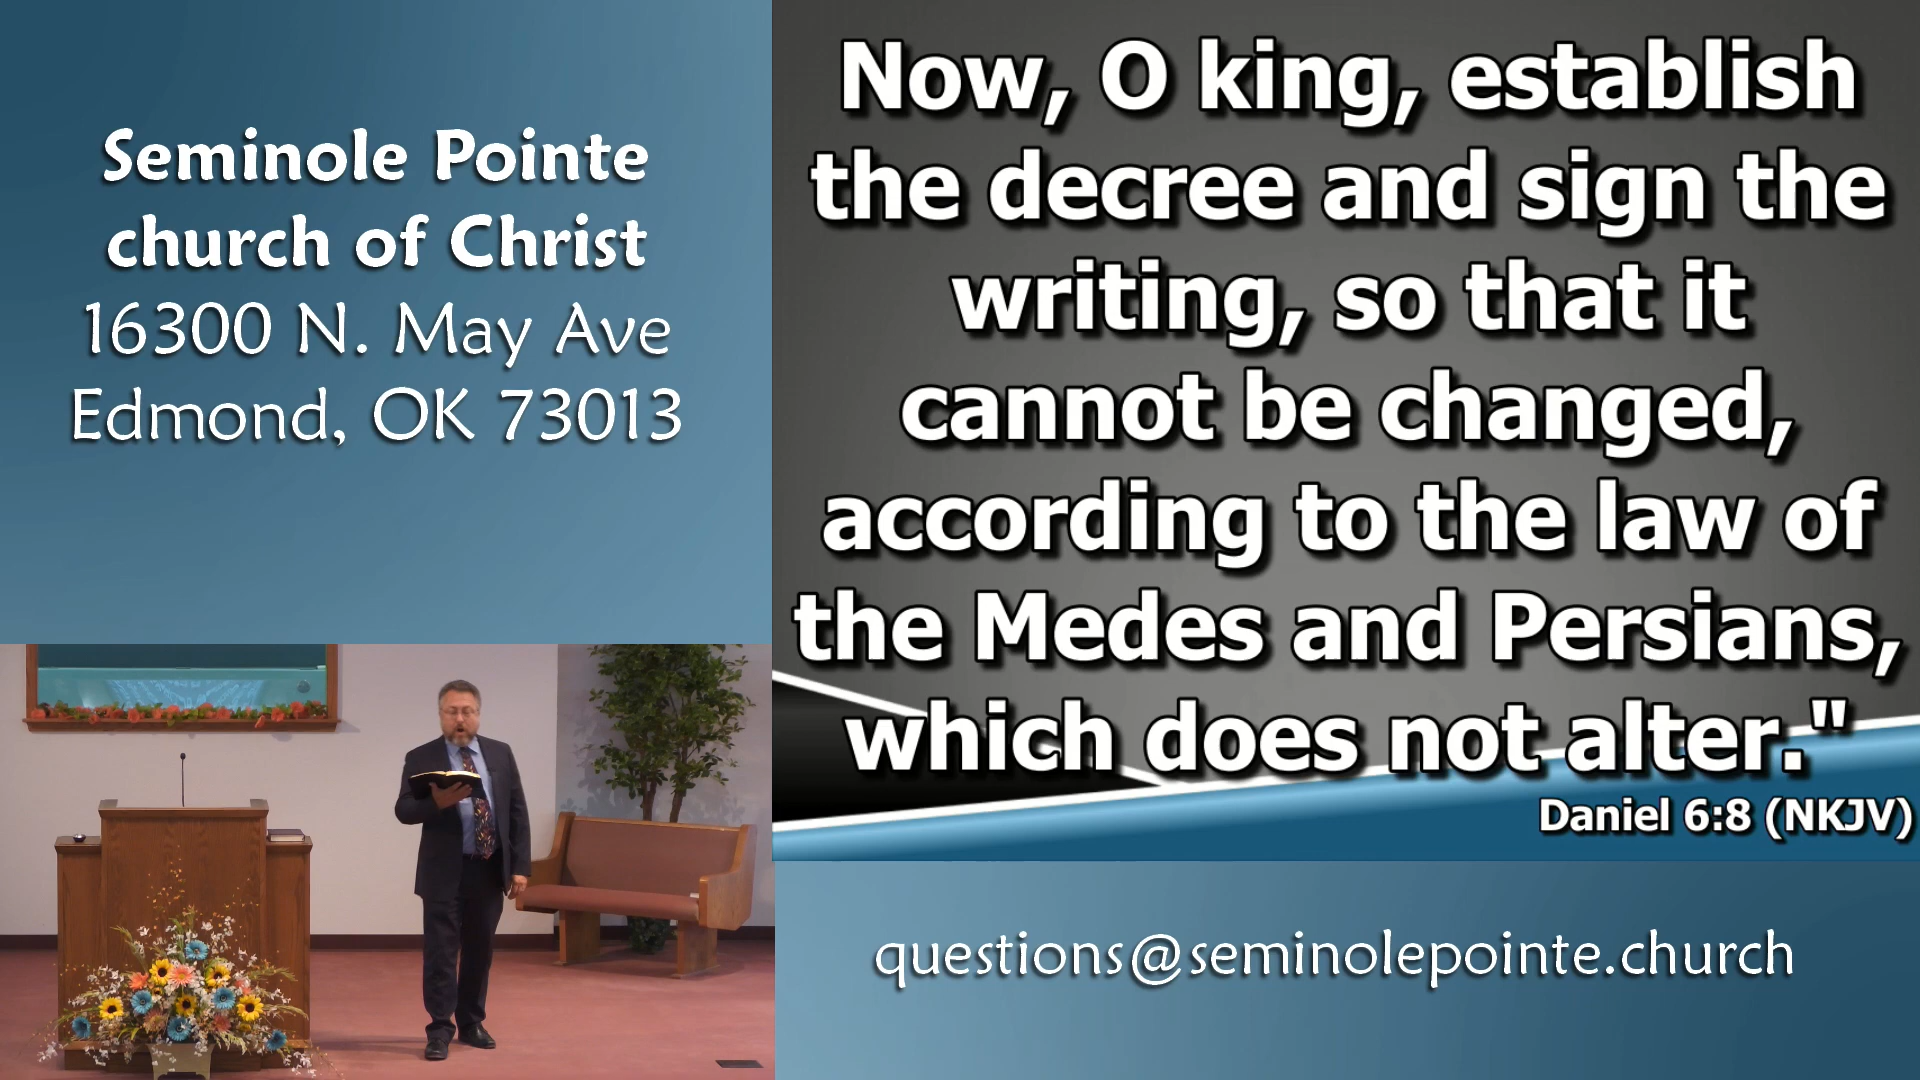 Seminole Pointe
church of Christ
16300 N. May Ave
Edmond, OK 73013
Now, O king, establish
the decree and sign the
writing, so that it
cannot be changed,
according to the law of
the Medes and Persians,
which does not alter."
Daniel 6:8 (NKJV)
questions@seminolepointe.church